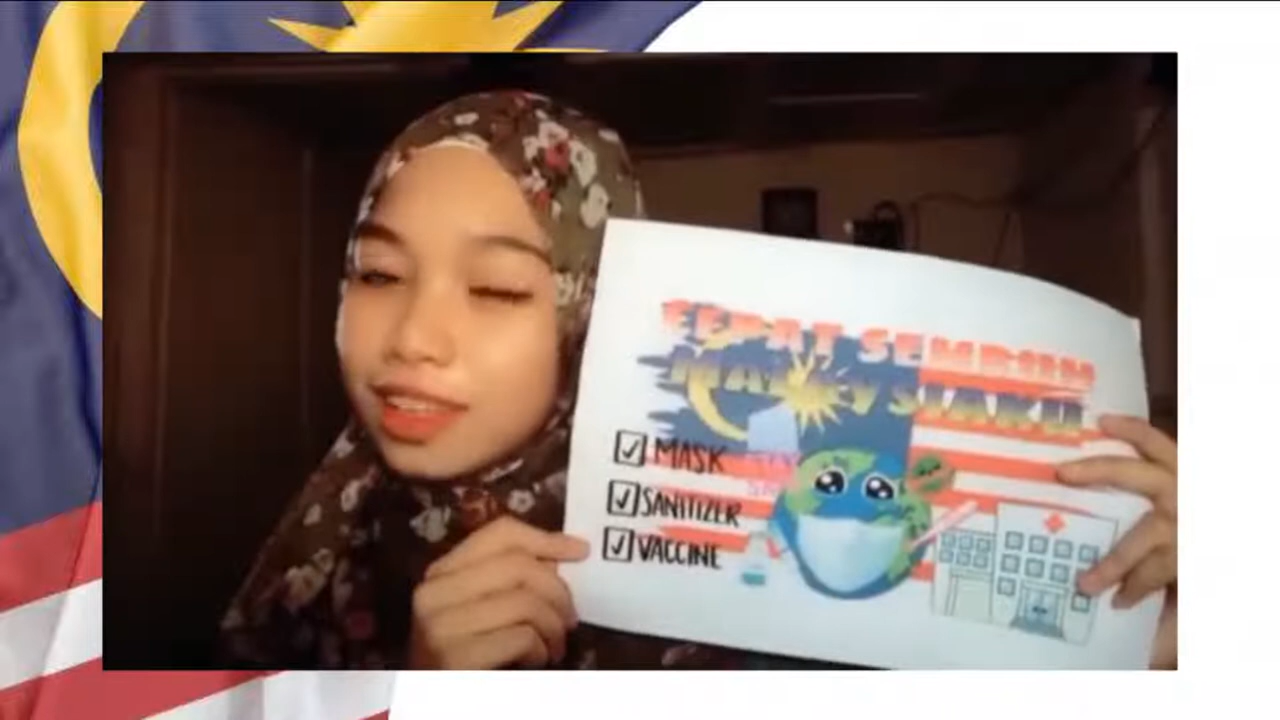 CEPAT SEMBUH
MALAYSIAKU
MASK
SANITIZER
VACCINE